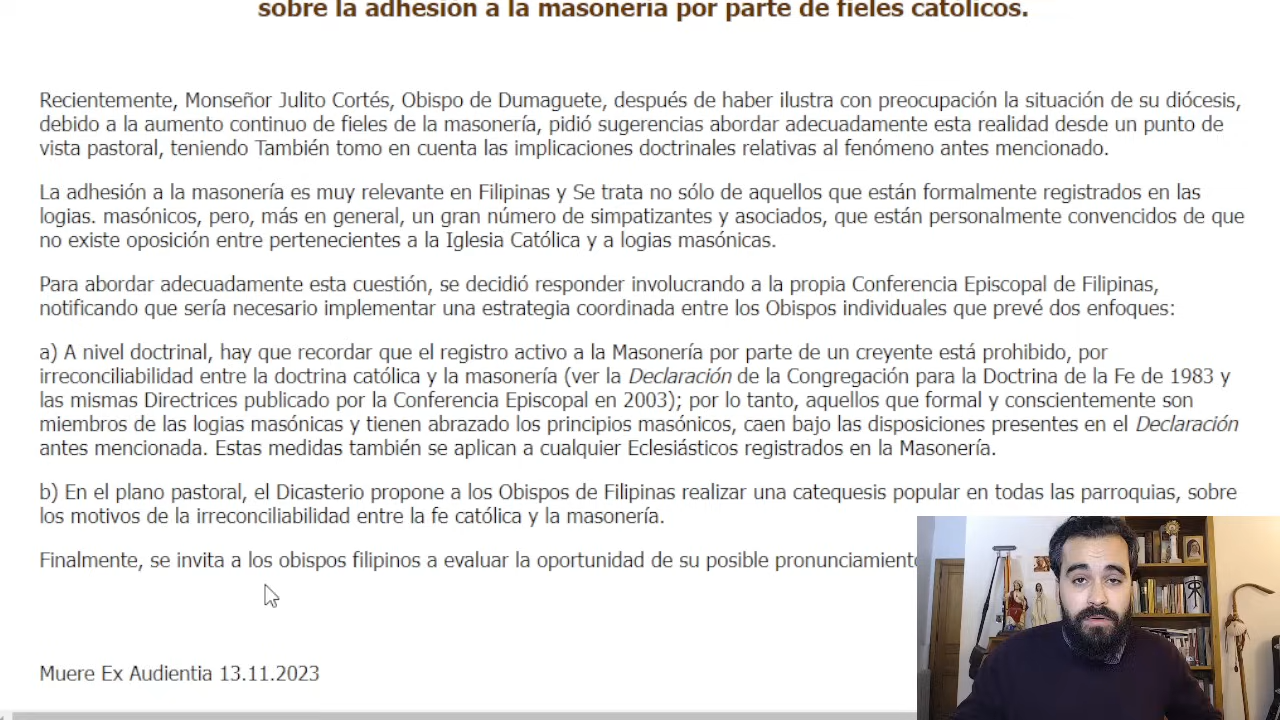 sobre la adhesión a la masonería por parte de fieles católicos.
Recientemente, Monseñor Julito Cortés, Obispo de Dumaguete, después de haber ilustra con preocupación la situación de su diócesis,
debido a la aumento continuo de fieles de la masonería, pidió sugerencias abordar adecuadamente esta realidad desde un punto de
vista pastoral, teniendo También tomo en cuenta las implicaciones doctrinales relativas al fenómeno antes mencionado.
La adhesión a la masonería es muy relevante en Filipinas y Se trata no sólo de aquellos que están formalmente registrados en las
logias. masónicos, pero, más en general, un gran número de simpatizantes y asociados, que están personalmente convencidos de que
no existe oposición entre pertenecientes a la Iglesia Católica y a logias masónicas.
Para abordar adecuadamente esta cuestión, se decidió responder involucrando a la propia Conferencia Episcopal de Filipinas,
notificando que sería necesario implementar una estrategia coordinada entre los Obispos individuales que prevé dos enfoques:
a) A nivel doctrinal, hay que recordar que el registro activo a la Masonería por parte de un creyente está prohibido, por
irreconciliabilidad entre la doctrina católica y la masonería (ver la Declaración de la Congregación para la Doctrina de la Fe de 1983 y
las mismas Directrices publicado por la Conferencia Episcopal en 2003); por lo tanto, aquellos que formal y conscientemente son
miembros de las logias masónicas y tienen abrazado los principios masónicos, caen bajo las disposiciones presentes en el Declaración
antes mencionada. Estas medidas también se aplican a cualquier Eclesiásticos registrados en la Masonería.
b) En el plano pastoral, el Dicasterio propone a los Obispos de Filipinas realizar una catequesis popular en todas las parroquias, sobre
los motivos de la irreconciliabilidad entre la fe católica y la masonería.
Finalmente, se invita a los obispos filipinos a evaluar la oportunidad de su posible pronunciamiento
Muere Ex Audientia 13.11.2023